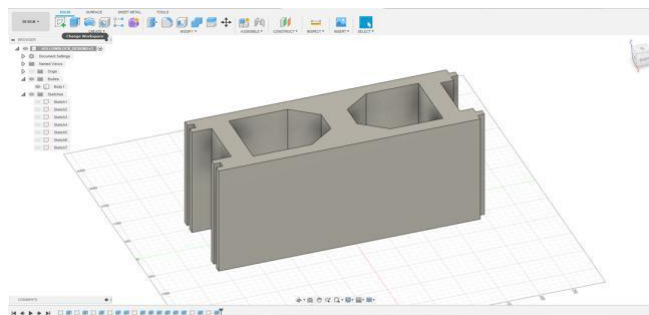 SOLID SURFACE SHEET METAL TOOLS
DESIGN
CREATE MODIFY ASSEMBLE CONSTRUCT INSPECT INSERT SELECT
Change Workspace
BROWSER
Document Settings
Named Views
Origin
Bodies
Body1
Sketches
Sketch1
Sketch2
Sketch3
Sketch4
Sketch5
Sketch6
Sketch7
COMMENTS